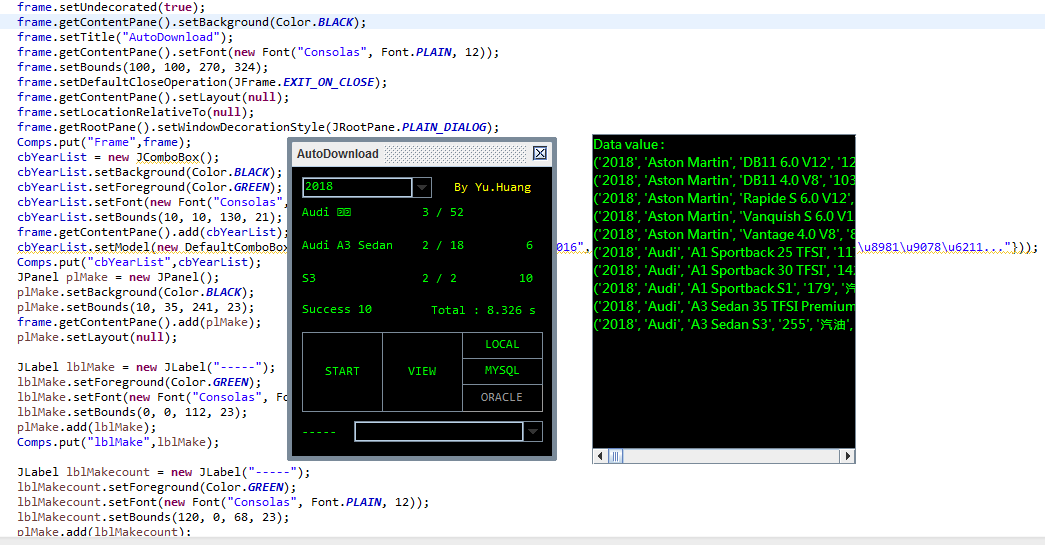 frame.setUndecorated(true);
frame.getContentPane().setBackground(Color.BLACK);
frame.setTitle("AutoDownload");
frame.getContentPane().setFont(new Font("Consolas", Font.PLAIN, 12));
frame.setBounds(100, 100, 270, 324);
frame.setDefaultCloseOperation(JFrame.EXIT_ON_CLOSE);
frame.getContentPane().setLayout(null);
frame.setLocationRelativeTo(null);
frame.getRootPane().setWindowDecorationStyle(JRootPane.PLAIN_DIALOG);
Comps.put("Frame",frame);
cbYearList = new JComboBox();
cbYearList.setBackground(Color.BLACK);
cbYearList.setForeground(Color.GREEN);
cbYearList.setFont(new Font("Consolas",
cbYearList.setBounds(10, 10, 130, 21);
frame.getContentPane().add(cbYearList);
cbYearList.setModel(new DefaultComboBox
016",
\u8981\u9078\u6211..."}));
Comps.put("cbYearList",cbYearList);
JPanel plMake = new JPanel();
plMake.setBackground(Color.BLACK);
plMake.setBounds(10, 35, 241, 23);
frame.getContentPane().add(plMake);
plMake.setLayout(null);
JLabel lblMake = new JLabel("-----");
lblMake.setForeground(Color.GREEN);
lblMake.setFont(new Font("Consolas", Fo
lblMake.setBounds(0, 0, 112, 23);
plMake.add(lblMake);
Comps.put("lblMake",lblMake);
JLabel lblMakecount = new JLabel("-----");
lblMakecount.setForeground(Color.GREEN);
lblMakecount.setFont(new Font("Consolas", Font.PLAIN, 12));
lblMakecount.setBounds(120, 0, 68, 23);
plMake.add(lblMakecount);
AutoDownload
2018 By Yu.Huang
Audi 3 / 52
Audi A3 Sedan 2 / 18 6
S3 2 / 2 10
Success 10 Total : 8.326 s
START VIEW LOCAL
MYSQL
ORACLE
-----
Data value :
('2018', 'Aston Martin', 'DB11 6.0 V12', '12
('2018', 'Aston Martin', 'DB11 4.0 V8', '103
('2018', 'Aston Martin', 'Rapide S 6.0 V12',
('2018', 'Aston Martin', 'Vanquish S 6.0 V1
('2018', 'Aston Martin', 'Vantage 4.0 V8', '8
('2018', 'Audi', 'A1 Sportback 25 TFSI', '11
('2018', 'Audi', 'A1 Sportback 30 TFSI', '14
('2018', 'Audi', 'A1 Sportback S1', '179', '汽
('2018', 'Audi', 'A3 Sedan 35 TFSI Premium
('2018', 'Audi', 'A3 Sedan S3', '255', '汽油',